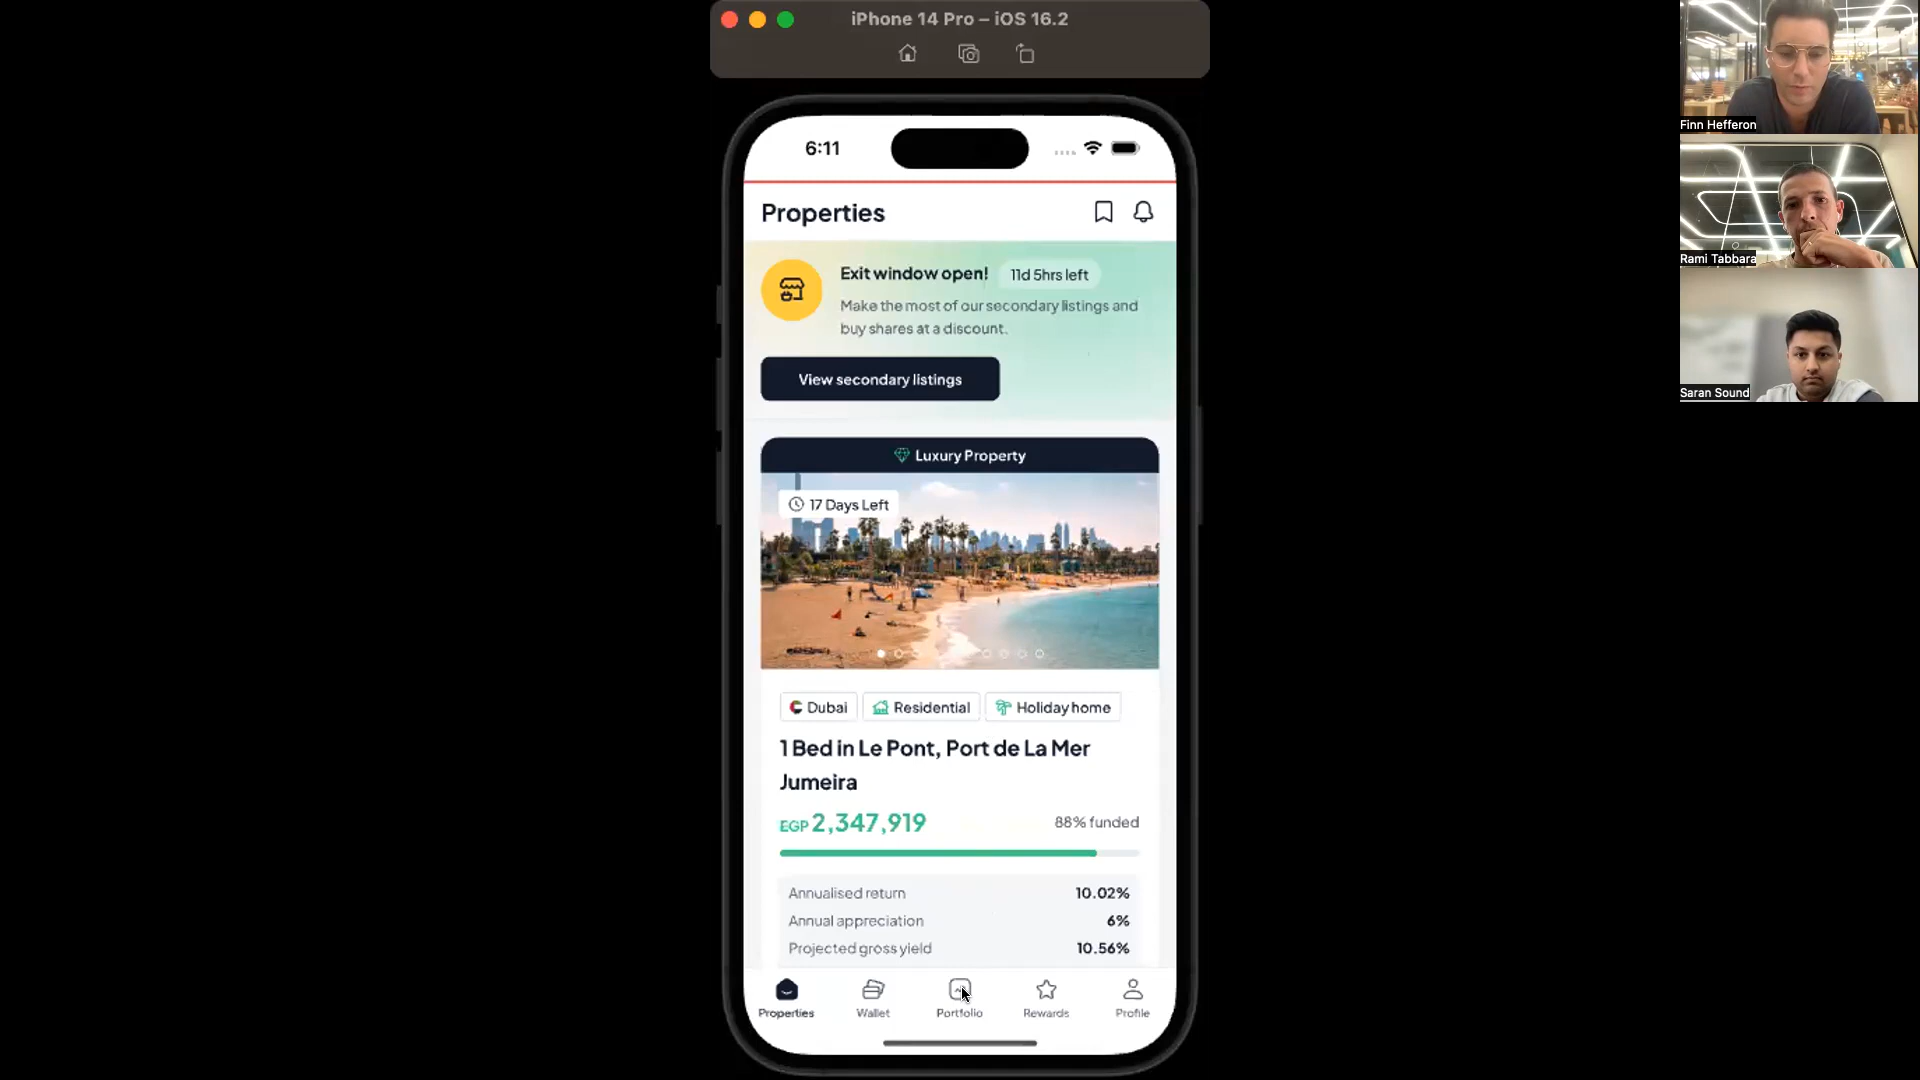 iPhone 14 Pro – iOS 16.2
6:11
Properties
Exit window open!
11d 5hrs left
Make the most of our secondary listings and
buy shares at a discount.
View secondary listings
Luxury Property
17 Days Left
Dubai
Residential
Holiday home
1 Bed in Le Pont, Port de La Mer
Jumeira
EGP 2,347,919
88% funded
Annualised return 10.02%
Annual appreciation 6%
Projected gross yield 10.56%
Properties
Wallet
Portfolio
Rewards
Profile
Finn Hefferon
Rami Tabbara
Saran Sound